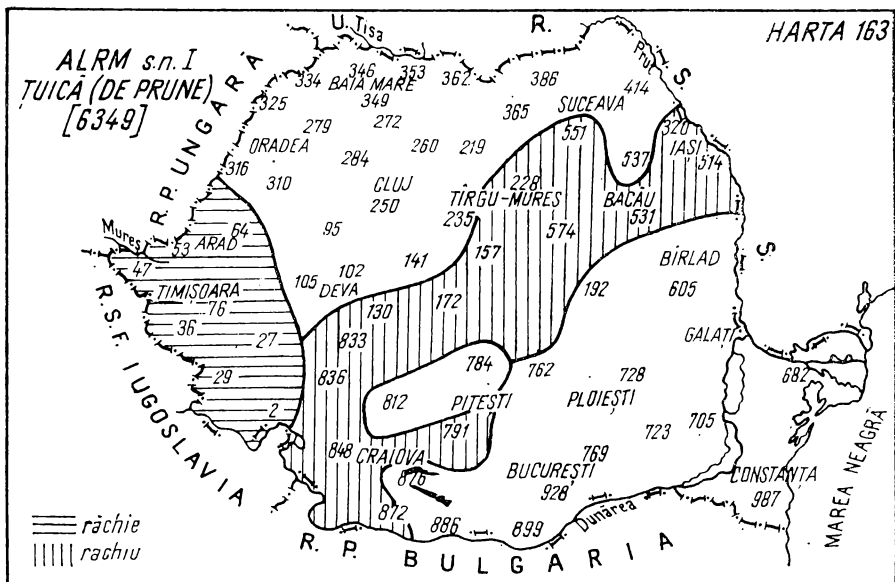 U. Tisa R. HARTA 163
ALRM s.n. I
ȚUICĂ (DE PRUNE)
[6349]
R. P. UNGARĂ
334 346 353 362 386 Prut S.
BAIA MARE 414
325 349 365 SUCEAVA
279 272 551 320
ORADEA 260 219 537 IAȘI
316 284 514
310 CLUJ 228
250 TÎRGU-MUREȘ BACĂU
64 95 235 574 531
Mureș 53 ARAD 157
47 141 BÎRLAD S.
TIMIȘOARA 105 102 172 192 605
76 DEVA
36 27 130
833 GALAȚI
29 836 784 762 728 682
812 PITEȘTI PLOIEȘTI
2 791 723 705
848 CRAIOVA 769
876 BUCUREȘTI CONSTANȚA
928 987
872 886 899 Dunărea
R. S. F. IUGOSLAVIA
MAREA NEAGRĂ
răchie
rachiu
R. P. BULGARIA